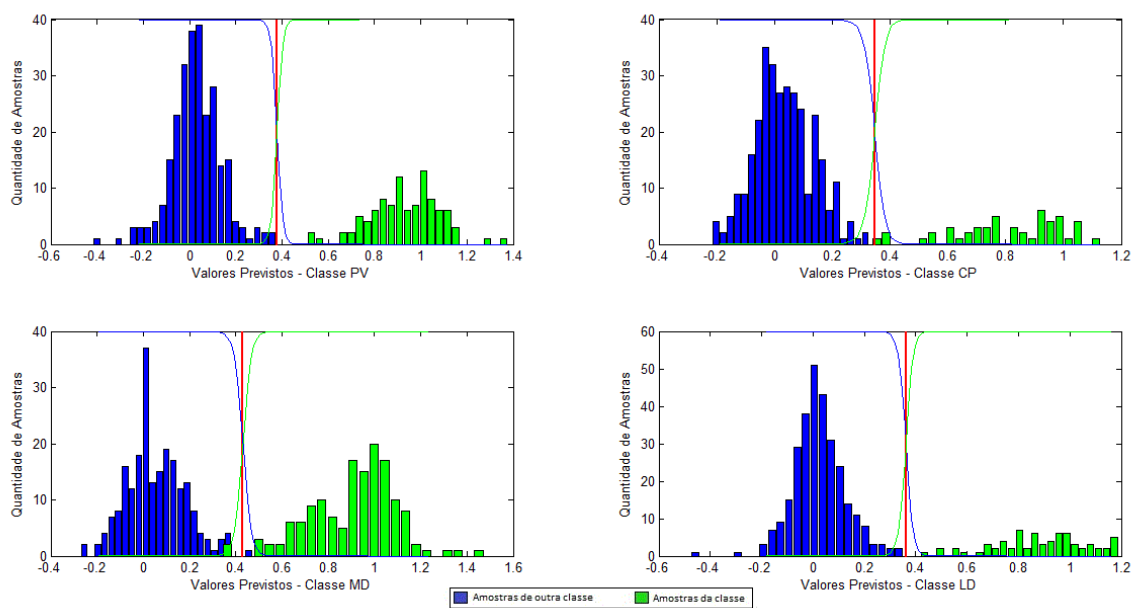 Quantidade de Amostras
40
30
20
10
0
-0.6 -0.4 -0.2 0 0.2 0.4 0.6 0.8 1 1.2 1.4
Valores Previstos - Classe PV
Quantidade de Amostras
40
30
20
10
0
-0.4 -0.2 0 0.2 0.4 0.6 0.8 1 1.2
Valores Previstos - Classe CP
Quantidade de Amostras
40
30
20
10
0
-0.4 -0.2 0 0.2 0.4 0.6 0.8 1 1.2 1.4 1.6
Valores Previstos - Classe MD
Quantidade de Amostras
60
50
40
30
20
10
0
-0.6 -0.4 -0.2 0 0.2 0.4 0.6 0.8 1 1.2
Valores Previstos - Classe LD
Amostras de outra classe Amostras da classe